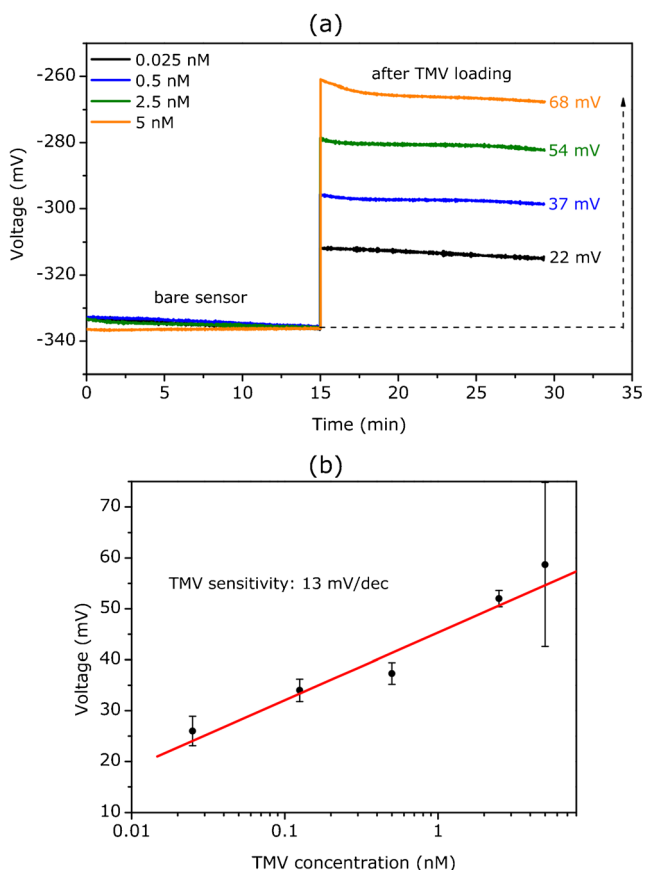 (a)
0.025 nM
0.5 nM
2.5 nM
5 nM
after TMV loading
68 mV
54 mV
37 mV
22 mV
bare sensor
-260
-280
-300
-320
-340
Voltage (mV)
0 5 10 15 20 25 30 35
Time (min)
(b)
TMV sensitivity: 13 mV/dec
70
60
50
40
30
20
10
Voltage (mV)
0.01 0.1 1
TMV concentration (nM)